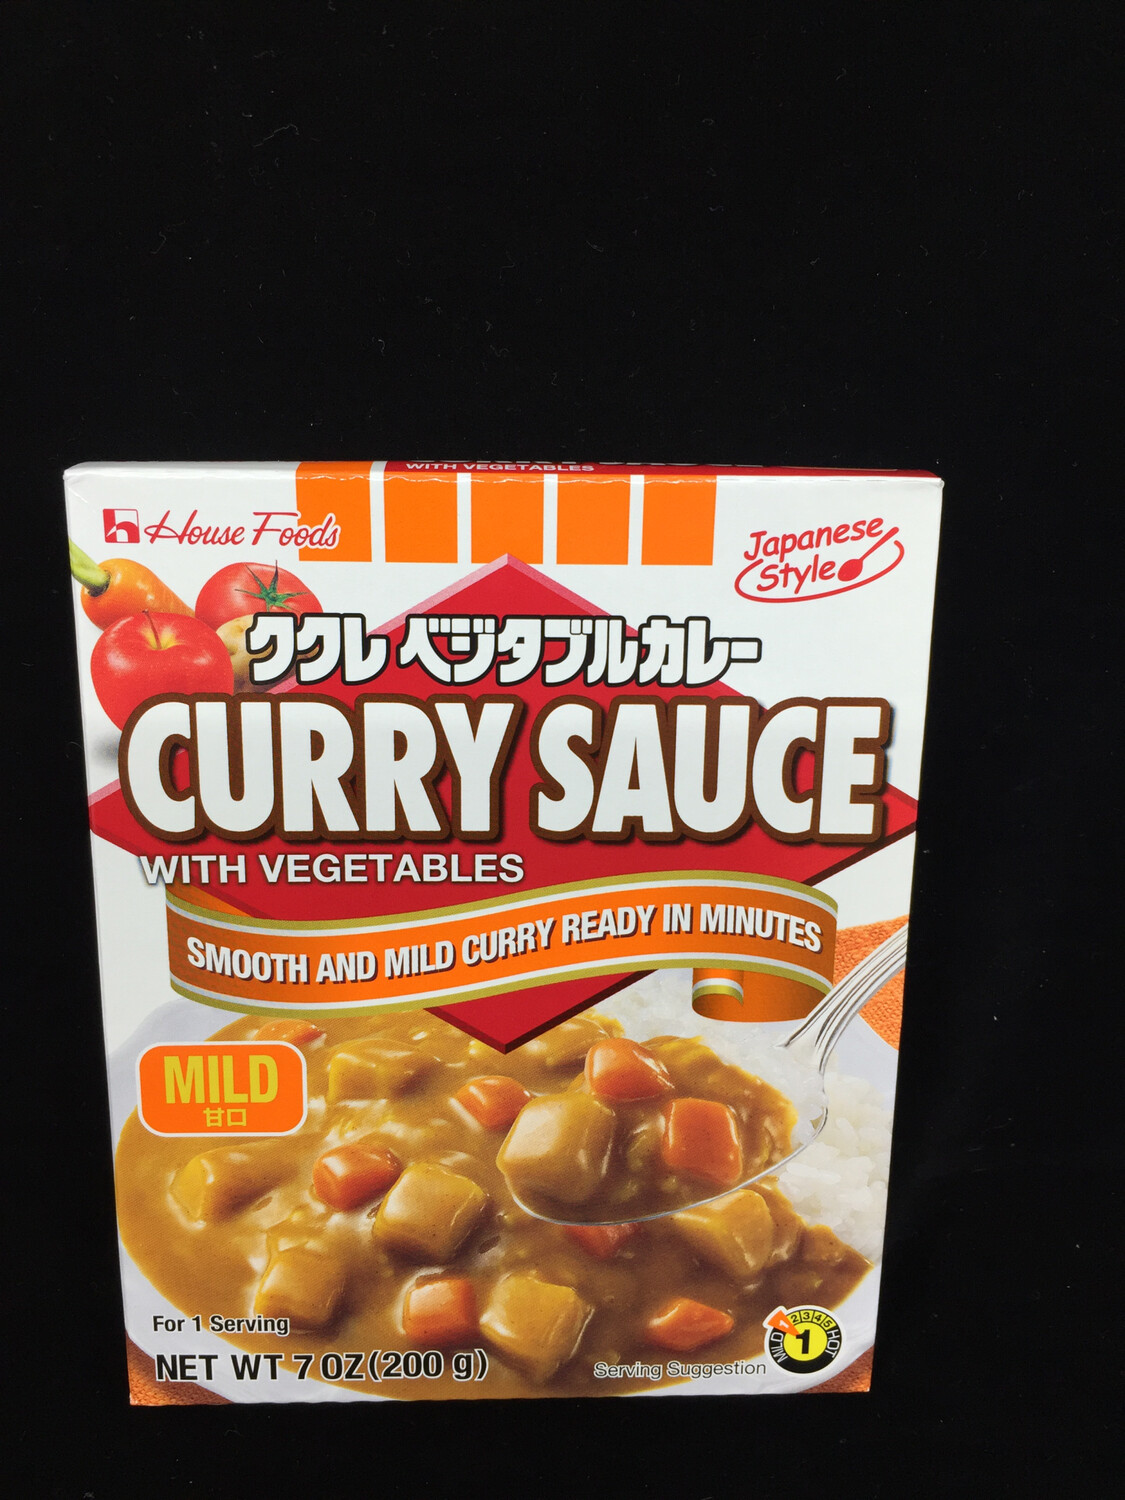 WITH VEGETABLES
House Foods
Japanese
Style
ククレ ベジタブルカレー
CURRY SAUCE
WITH VEGETABLES
SMOOTH AND MILD CURRY READY IN MINUTES
MILD
甘口
For 1 Serving
NET WT 7 OZ (200 g)
Serving Suggestion
MILD 2 3 4 5 HOT
1